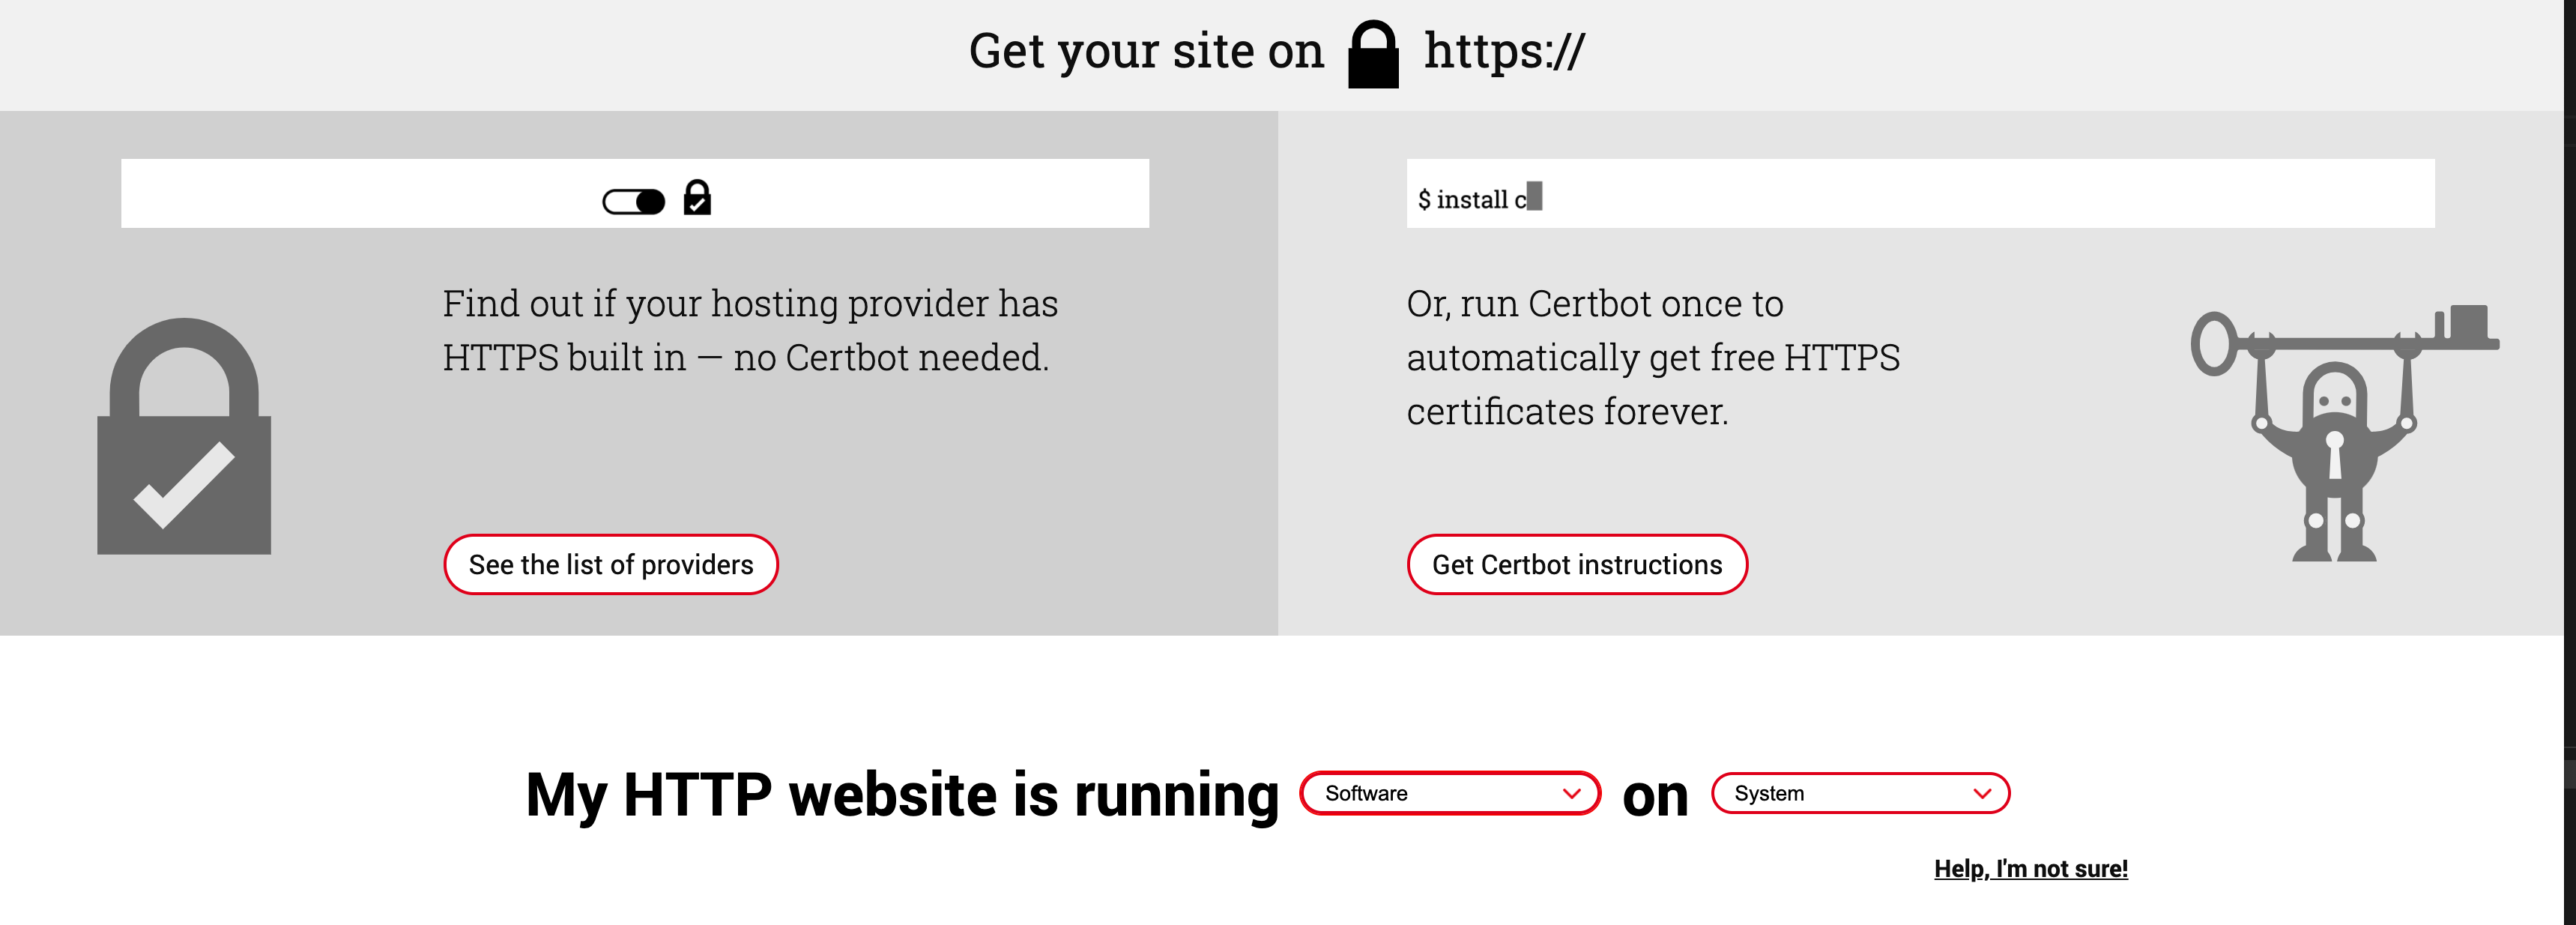 Get your site on https://
$ install c
Find out if your hosting provider has
HTTPS built in — no Certbot needed.
See the list of providers
Or, run Certbot once to
automatically get free HTTPS
certificates forever.
Get Certbot instructions
My HTTP website is running Software on System
Help, I'm not sure!